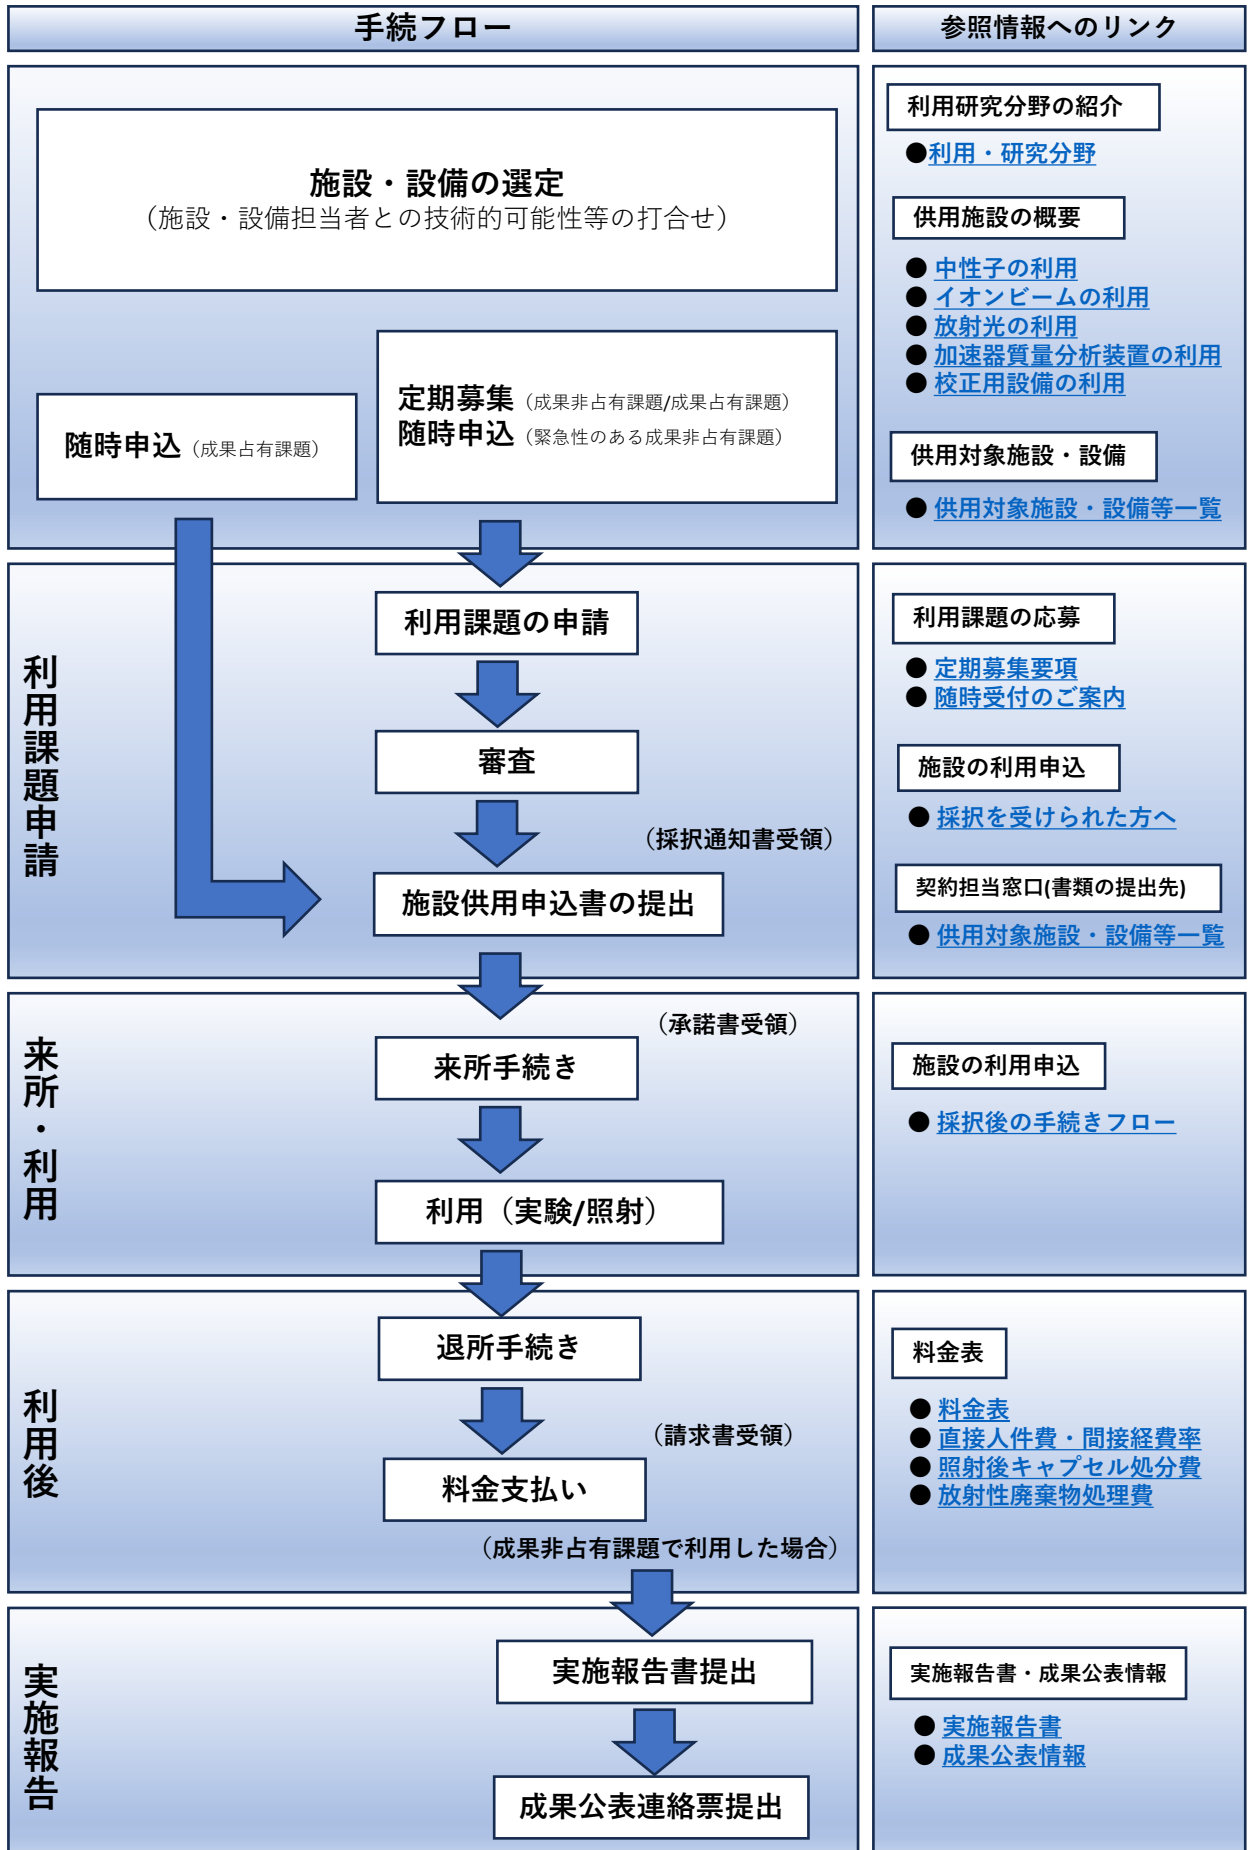 手続フロー
参照情報へのリンク
施設・設備の選定
（施設・設備担当者との技術的可能性等の打合せ）
随時申込（成果占有課題）
定期募集（成果非占有課題/成果占有課題）
随時申込（緊急性のある成果非占有課題）
利用研究分野の紹介
●利用・研究分野
供用施設の概要
● 中性子の利用
● イオンビームの利用
● 放射光の利用
● 加速器質量分析装置の利用
● 校正用設備の利用
供用対象施設・設備
● 供用対象施設・設備等一覧
利用課題申請
利用課題の申請
審査
（採択通知書受領）
施設供用申込書の提出
利用課題の応募
● 定期募集要項
● 随時受付のご案内
施設の利用申込
● 採択を受けられた方へ
契約担当窓口(書類の提出先)
● 供用対象施設・設備等一覧
来所・利用
（承諾書受領）
来所手続き
利用（実験/照射）
施設の利用申込
● 採択後の手続きフロー
利用後
退所手続き
（請求書受領）
料金支払い
（成果非占有課題で利用した場合）
料金表
● 料金表
● 直接人件費・間接経費率
● 照射後キャプセル処分費
● 放射性廃棄物処理費
実施報告
実施報告書提出
成果公表連絡票提出
実施報告書・成果公表情報
● 実施報告書
● 成果公表情報